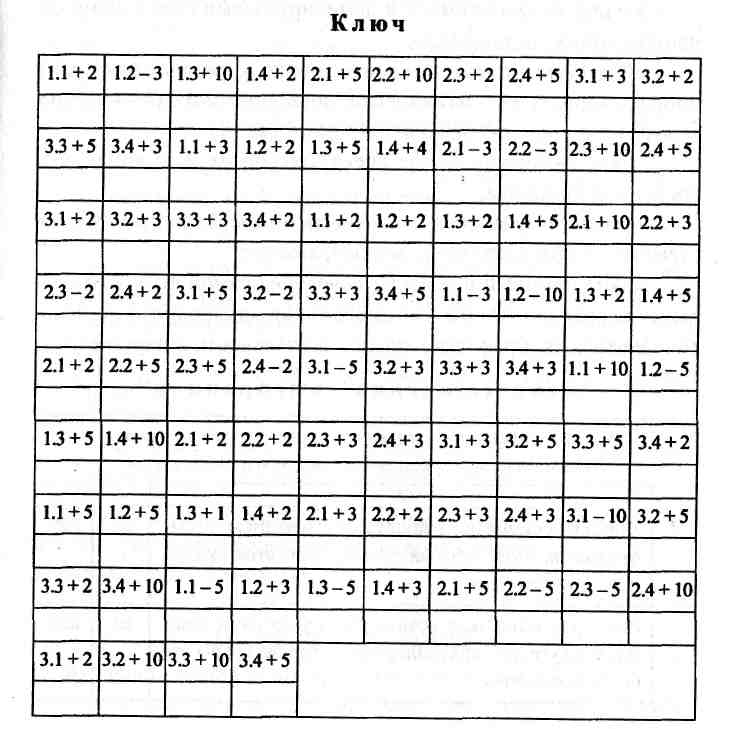 Ключ
1.1 + 2 1.2 – 3 1.3 + 10 1.4 + 2 2.1 + 5 2.2 + 10 2.3 + 2 2.4 + 5 3.1 + 3 3.2 + 2
3.3 + 5 3.4 + 3 1.1 + 3 1.2 + 2 1.3 + 5 1.4 + 4 2.1 – 3 2.2 – 3 2.3 + 10 2.4 + 5
3.1 + 2 3.2 + 3 3.3 + 3 3.4 + 2 1.1 + 2 1.2 + 2 1.3 + 2 1.4 + 5 2.1 + 10 2.2 + 3
2.3 – 2 2.4 + 2 3.1 + 5 3.2 – 2 3.3 + 3 3.4 + 5 1.1 – 3 1.2 – 10 1.3 + 2 1.4 + 5
2.1 + 2 2.2 + 5 2.3 + 5 2.4 – 2 3.1 – 5 3.2 + 3 3.3 + 3 3.4 + 3 1.1 + 10 1.2 – 5
1.3 + 5 1.4 + 10 2.1 + 2 2.2 + 2 2.3 + 3 2.4 + 3 3.1 + 3 3.2 + 5 3.3 + 5 3.4 + 2
1.1 + 5 1.2 + 5 1.3 + 1 1.4 + 2 2.1 + 3 2.2 + 2 2.3 + 3 2.4 + 3 3.1 – 10 3.2 + 5
3.3 + 2 3.4 + 10 1.1 – 5 1.2 + 3 1.3 – 5 1.4 + 3 2.1 + 5 2.2 – 5 2.3 – 5 2.4 + 10
3.1 + 2 3.2 + 10 3.3 + 10 3.4 + 5